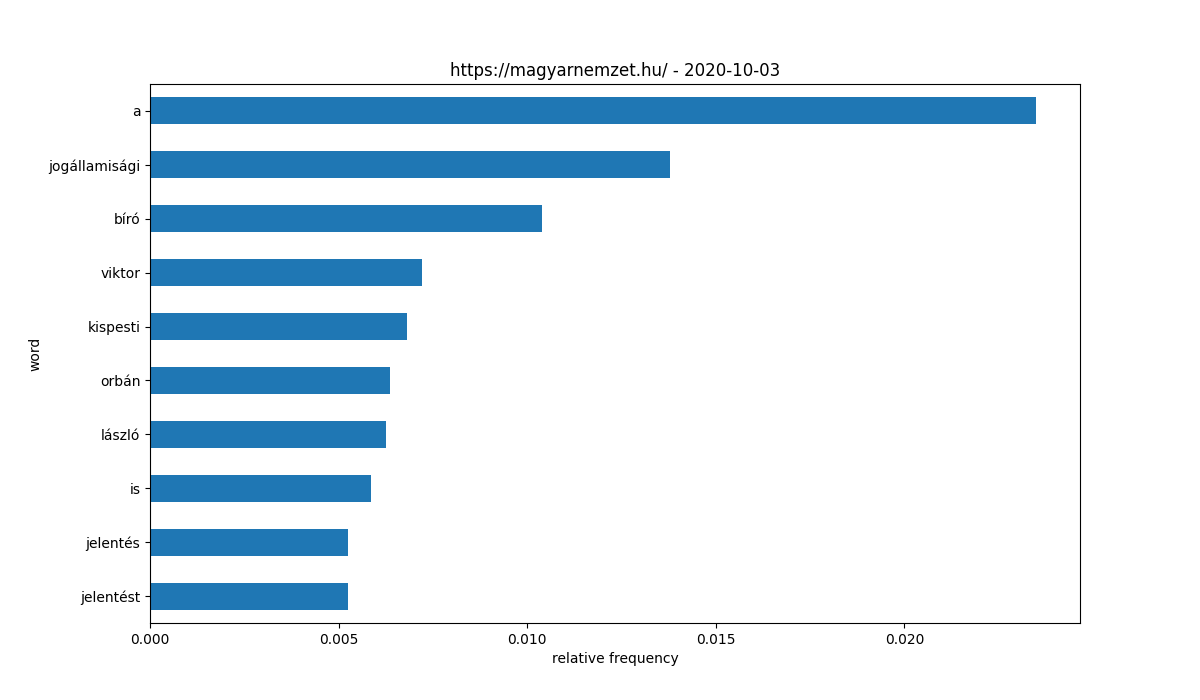 https://magyarnemzet.hu/ - 2020-10-03
a
jogállamisági
bíró
viktor
kispesti
word
orbán
lászló
is
jelentés
jelentést
0.000 0.005 0.010 0.015 0.020
relative frequency